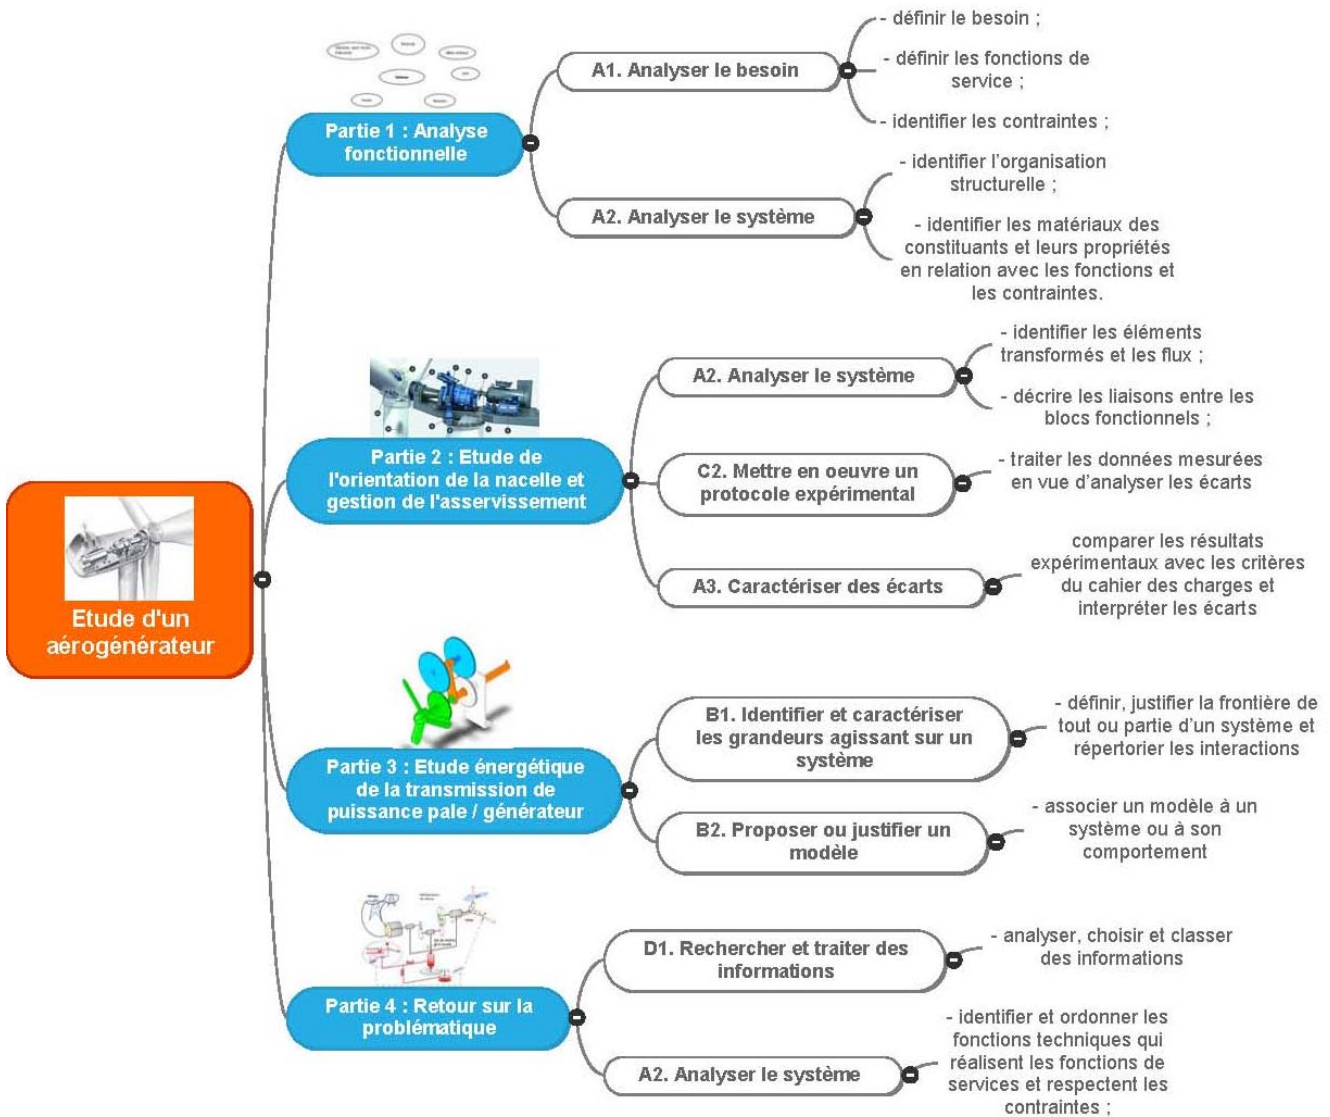 - définir le besoin ;
A1. Analyser le besoin
- définir les fonctions de
service ;
Partie 1 : Analyse
fonctionnelle
- identifier les contraintes ;
- identifier l'organisation
structurelle ;
A2. Analyser le système
- identifier les matériaux des
constituants et leurs propriétés
en relation avec les fonctions et
les contraintes.
- identifier les éléments
transformés et les flux ;
A2. Analyser le système
- décrire les liaisons entre les
blocs fonctionnels ;
Partie 2 : Etude de
l'orientation de la nacelle et
gestion de l'asservissement
C2. Mettre en oeuvre un
protocole expérimental
- traiter les données mesurées
en vue d'analyser les écarts
A3. Caractériser des écarts
comparer les résultats
expérimentaux avec les critères
du cahier des charges et
interpréter les écarts
Etude d'un
aérogénérateur
B1. Identifier et caractériser
les grandeurs agissant sur un
système
- définir, justifier la frontière de
tout ou partie d'un système et
répertorier les interactions
Partie 3 : Etude énergétique
de la transmission de
puissance pale / générateur
B2. Proposer ou justifier un
modèle
- associer un modèle à un
système ou à son
comportement
D1. Rechercher et traiter des
informations
- analyser, choisir et classer
des informations
Partie 4 : Retour sur la
problématique
A2. Analyser le système
- identifier et ordonner les
fonctions techniques qui
réalisent les fonctions de
services et respectent les
contraintes ;